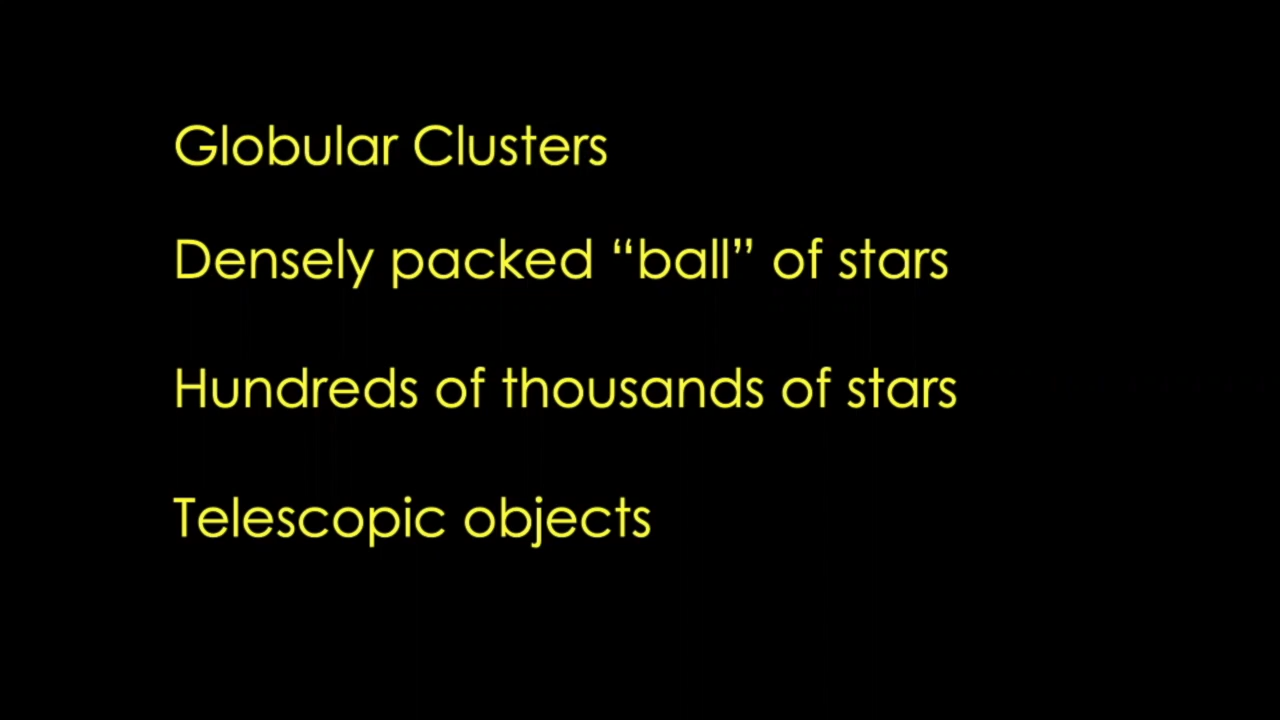 Globular Clusters
Densely packed “ball” of stars
Hundreds of thousands of stars
Telescopic objects